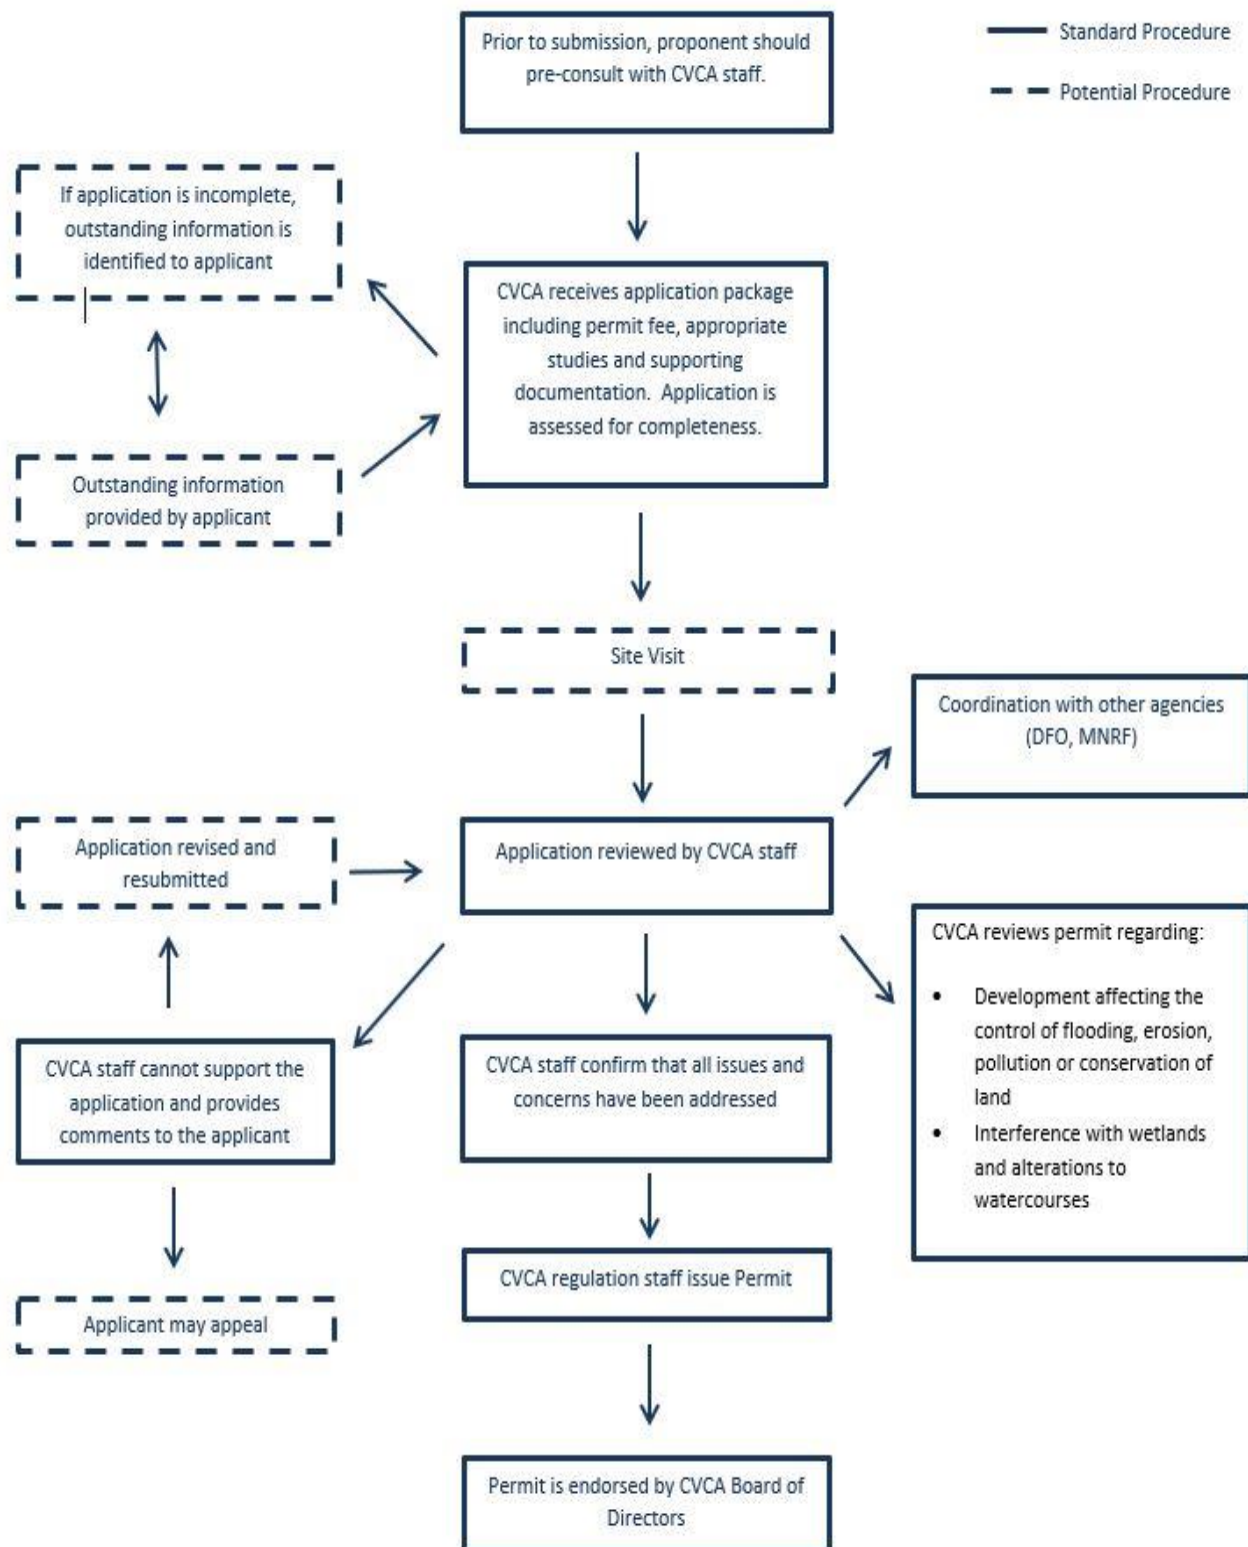 Prior to submission, proponent should
pre-consult with CVCA staff.
Standard Procedure
Potential Procedure
If application is incomplete,
outstanding information is
identified to applicant
CVCA receives application package
including permit fee, appropriate
studies and supporting
documentation. Application is
assessed for completeness.
Outstanding information
provided by applicant
Site Visit
Coordination with other agencies
(DFO, MNRF)
Application revised and
resubmitted
Application reviewed by CVCA staff
CVCA reviews permit regarding:
• Development affecting the
control of flooding, erosion,
pollution or conservation of
land
• Interference with wetlands
and alterations to
watercourses
CVCA staff cannot support the
application and provides
comments to the applicant
CVCA staff confirm that all issues and
concerns have been addressed
CVCA regulation staff issue Permit
Applicant may appeal
Permit is endorsed by CVCA Board of
Directors